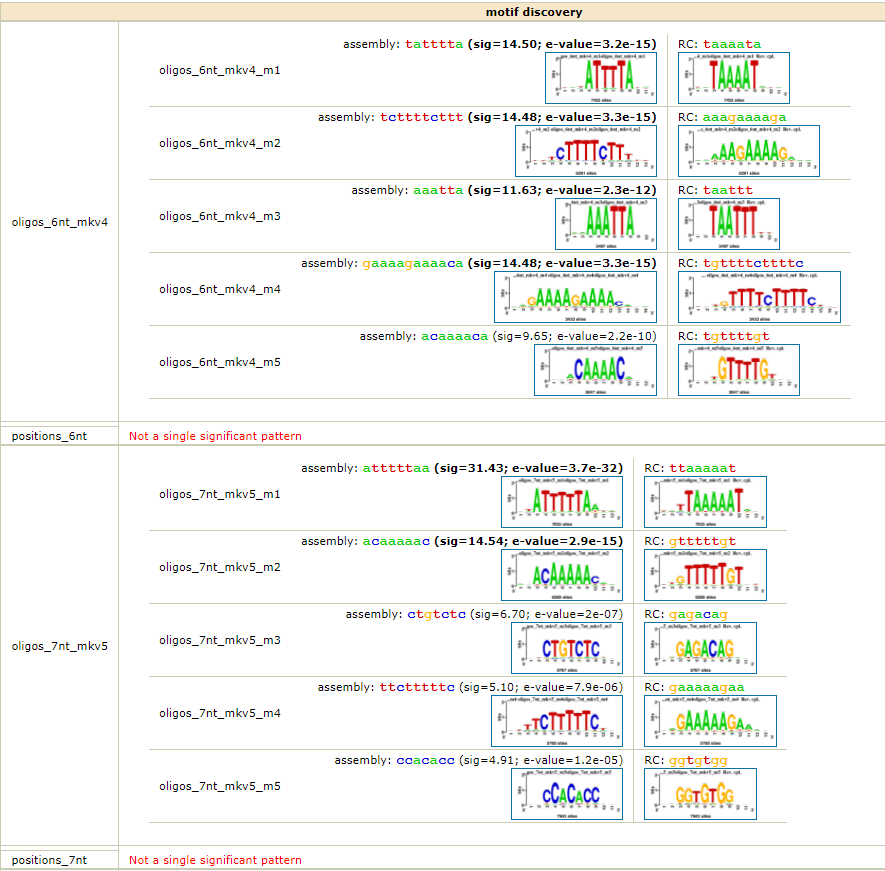 motif discovery
oligos_6nt_mkv4
oligos_6nt_mkv4_m1
assembly: tatttta (sig=14.50; e-value=3.2e-15)
RC: taaaata
oligos_6nt_mkv4_m2
assembly: tcttttcttt (sig=14.48; e-value=3.3e-15)
RC: aaagaaaaga
oligos_6nt_mkv4_m3
assembly: aaatta (sig=11.63; e-value=2.3e-12)
RC: taattt
oligos_6nt_mkv4_m4
assembly: gaaaagaaaaca (sig=14.48; e-value=3.3e-15)
RC: tgttttcttttc
oligos_6nt_mkv4_m5
assembly: acaaaaca (sig=9.65; e-value=2.2e-10)
RC: tgttttgt
positions_6nt
Not a single significant pattern
oligos_7nt_mkv5
oligos_7nt_mkv5_m1
assembly: atttttaa (sig=31.43; e-value=3.7e-32)
RC: ttaaaaat
oligos_7nt_mkv5_m2
assembly: acaaaaac (sig=14.54; e-value=2.9e-15)
RC: gtttttgt
oligos_7nt_mkv5_m3
assembly: ctgtctc (sig=6.70; e-value=2e-07)
RC: gagacag
oligos_7nt_mkv5_m4
assembly: ttctttttc (sig=5.10; e-value=7.9e-06)
RC: gaaaaagaa
oligos_7nt_mkv5_m5
assembly: ccacacc (sig=4.91; e-value=1.2e-05)
RC: ggtgtgg
positions_7nt
Not a single significant pattern